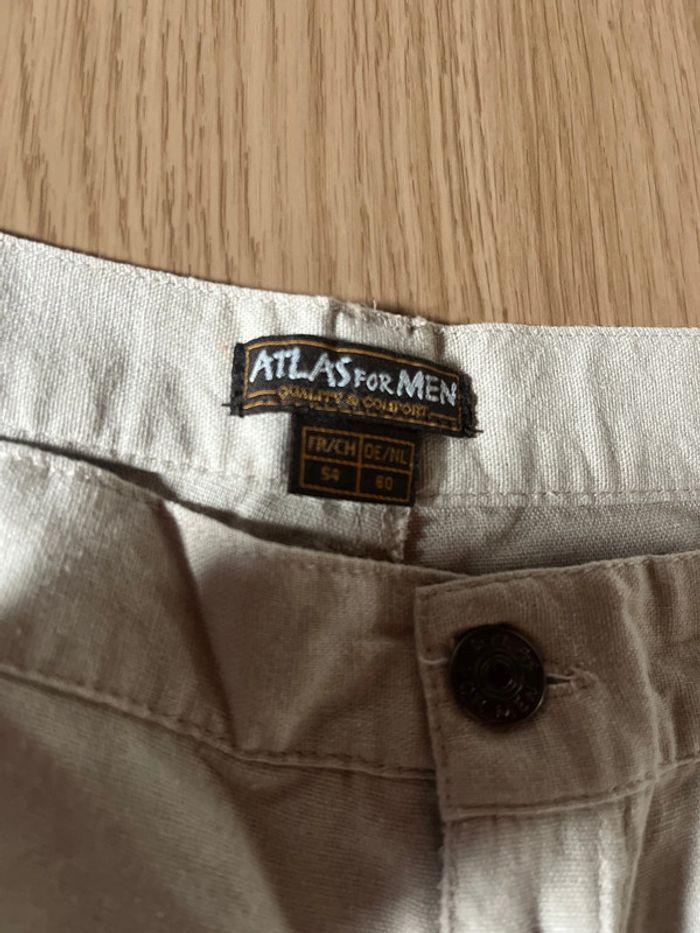 ATLAS FOR MEN
QUALITY & COMFORT
FR/CH DE/NL
54 60